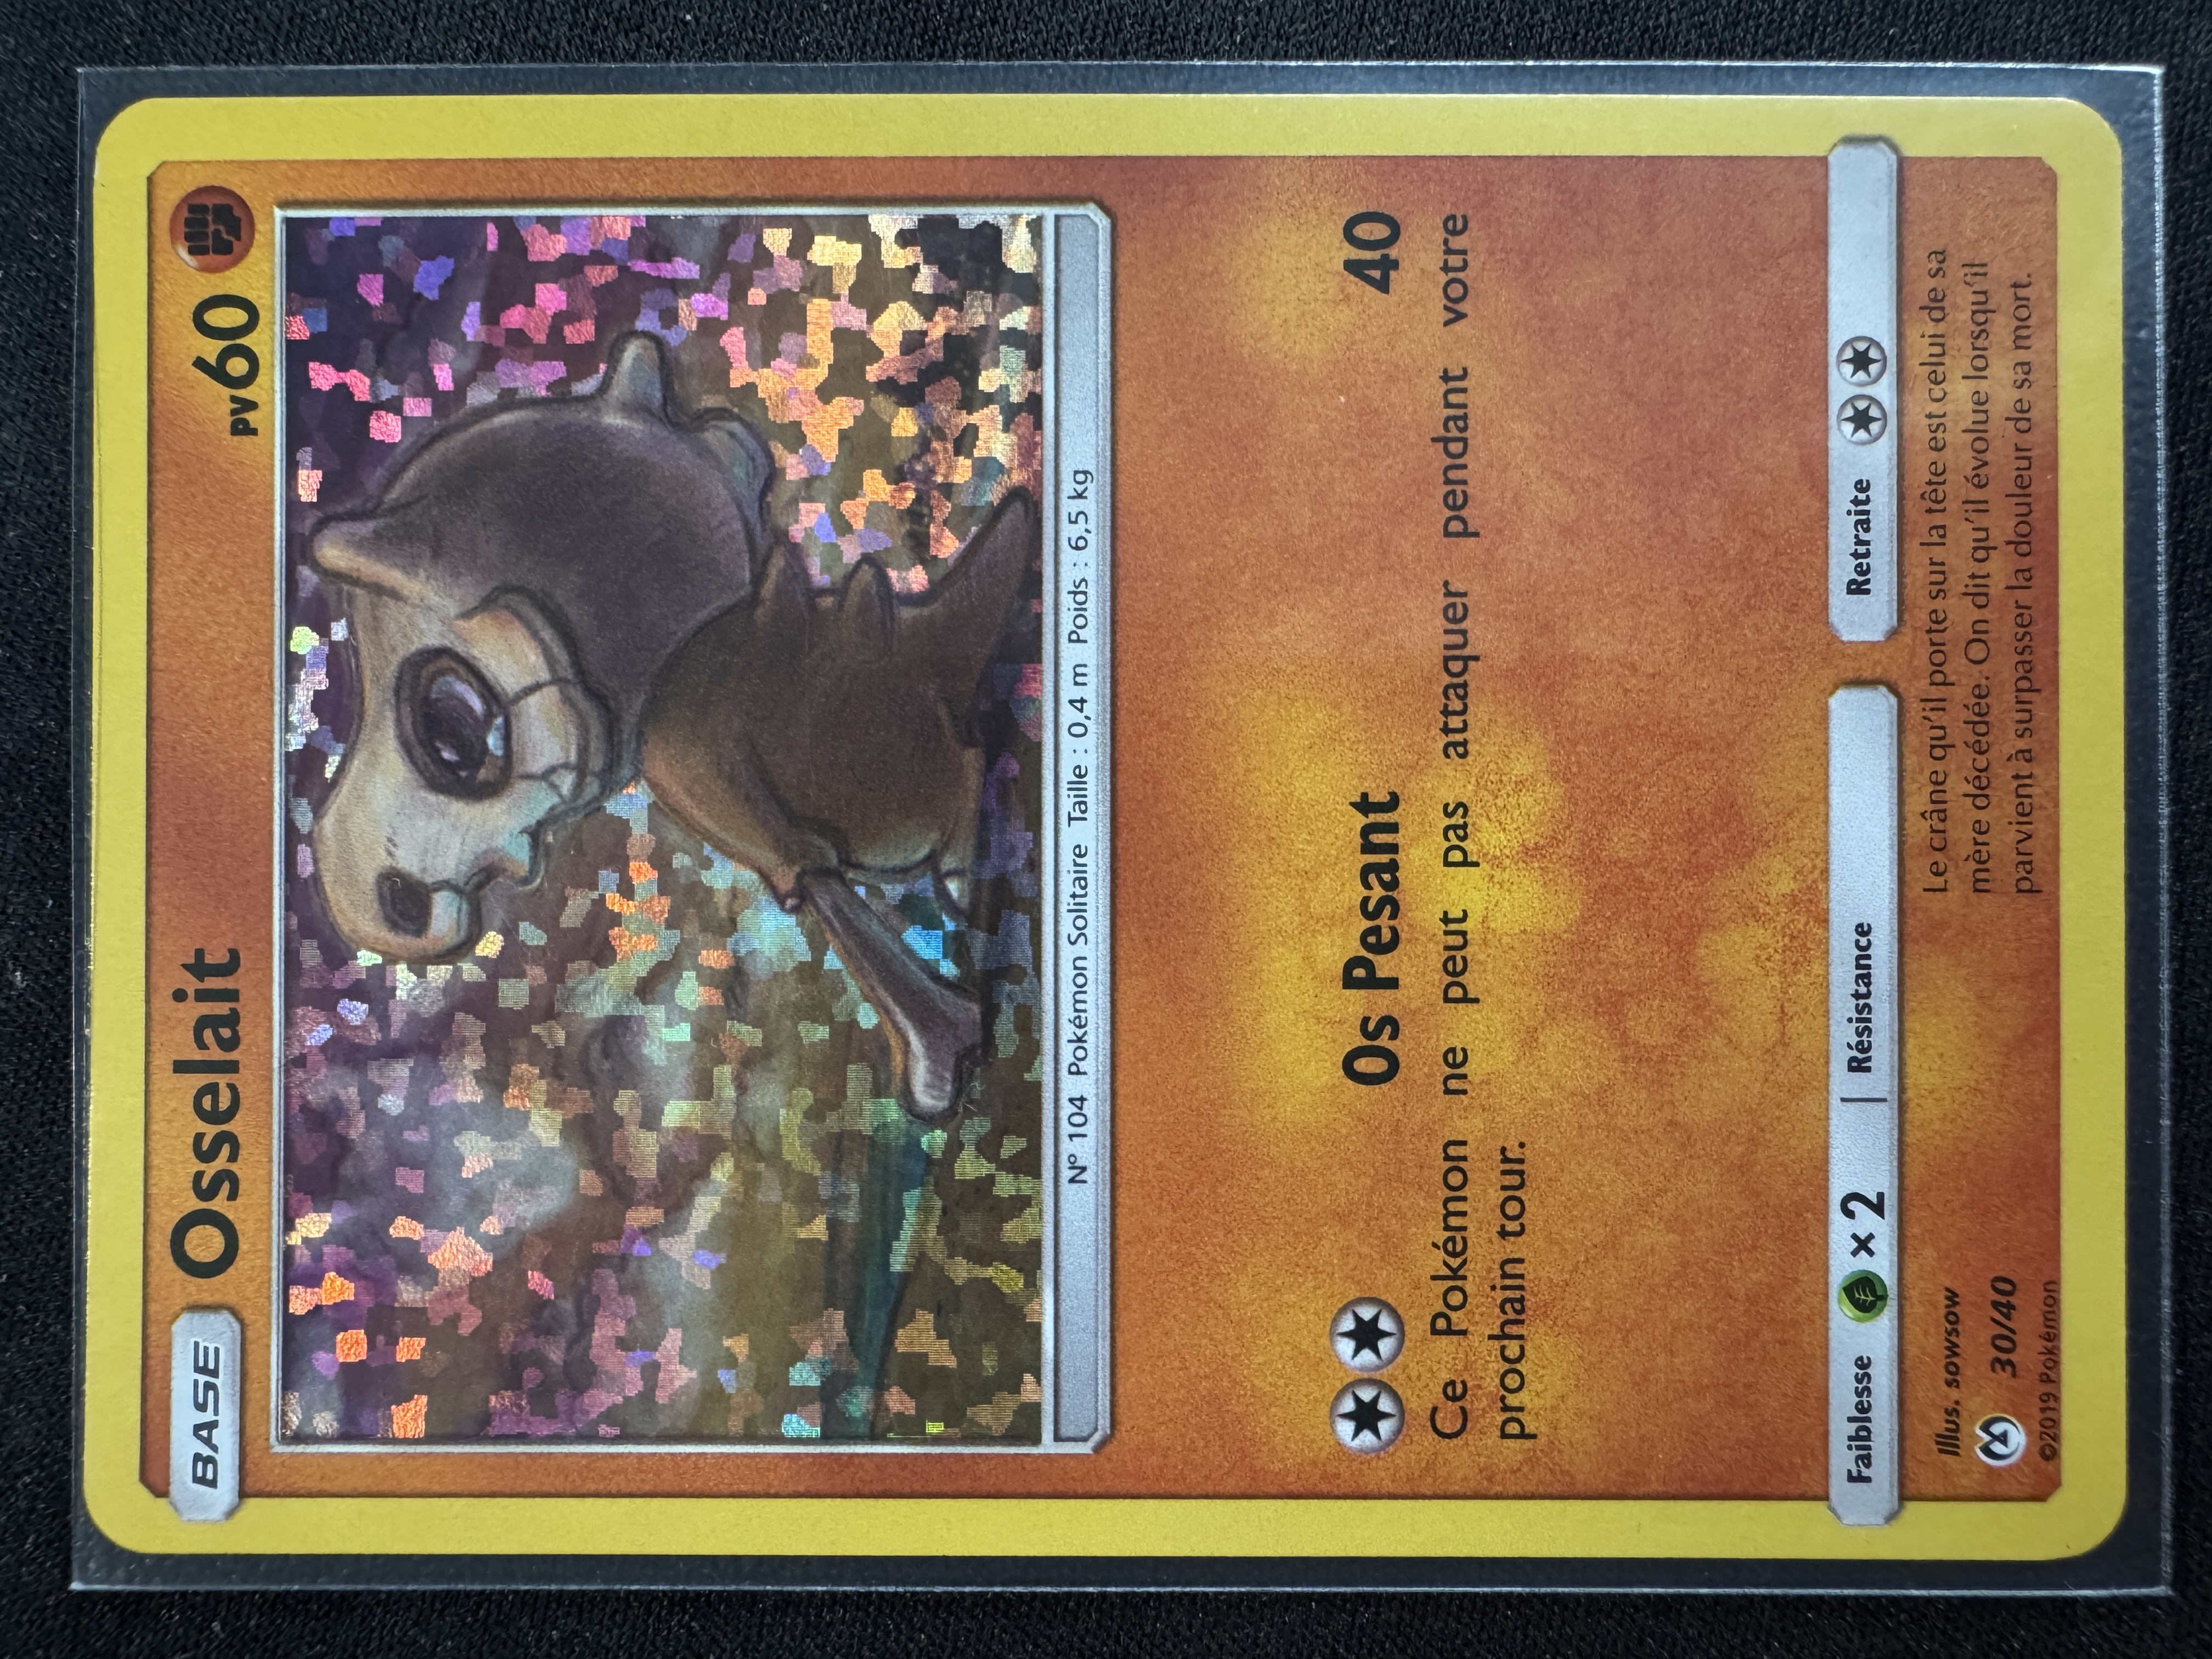 BASE Osselait PV 60
N° 104 Pokémon Solitaire Taille : 0,4 m Poids : 6,5 kg
Os Pesant 40
Ce Pokémon ne peut pas attaquer pendant votre
prochain tour.
Faiblesse × 2 | Résistance
Retraite
Illus. sowsow
30/40
©2019 Pokémon
Le crâne qu'il porte sur la tête est celui de sa
mère décédée. On dit qu'il évolue lorsqu'il
parvient à surpasser la douleur de sa mort.